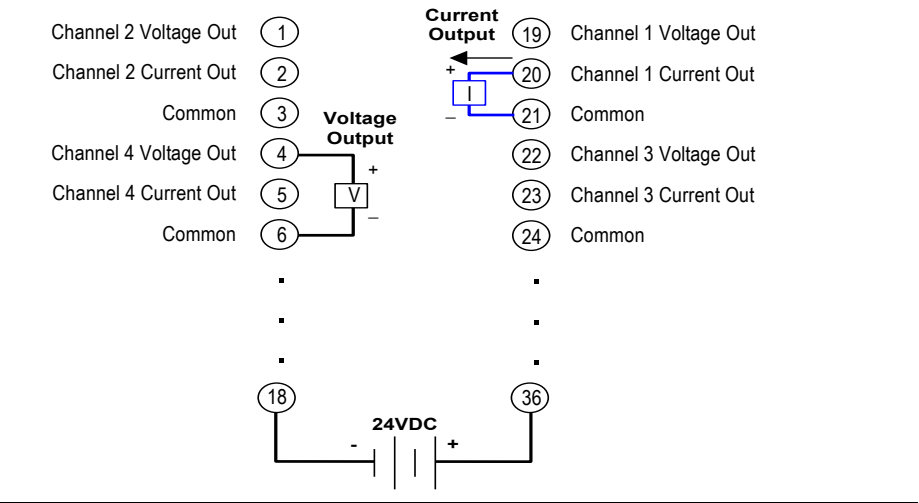 Channel 2 Voltage Out 1
Channel 2 Current Out 2
Common 3
Channel 4 Voltage Out 4
Channel 4 Current Out 5
Common 6
18
Voltage
Output
+
V
–
Current
Output
+
I
–
19 Channel 1 Voltage Out
20 Channel 1 Current Out
21 Common
22 Channel 3 Voltage Out
23 Channel 3 Current Out
24 Common
36
24VDC
- +